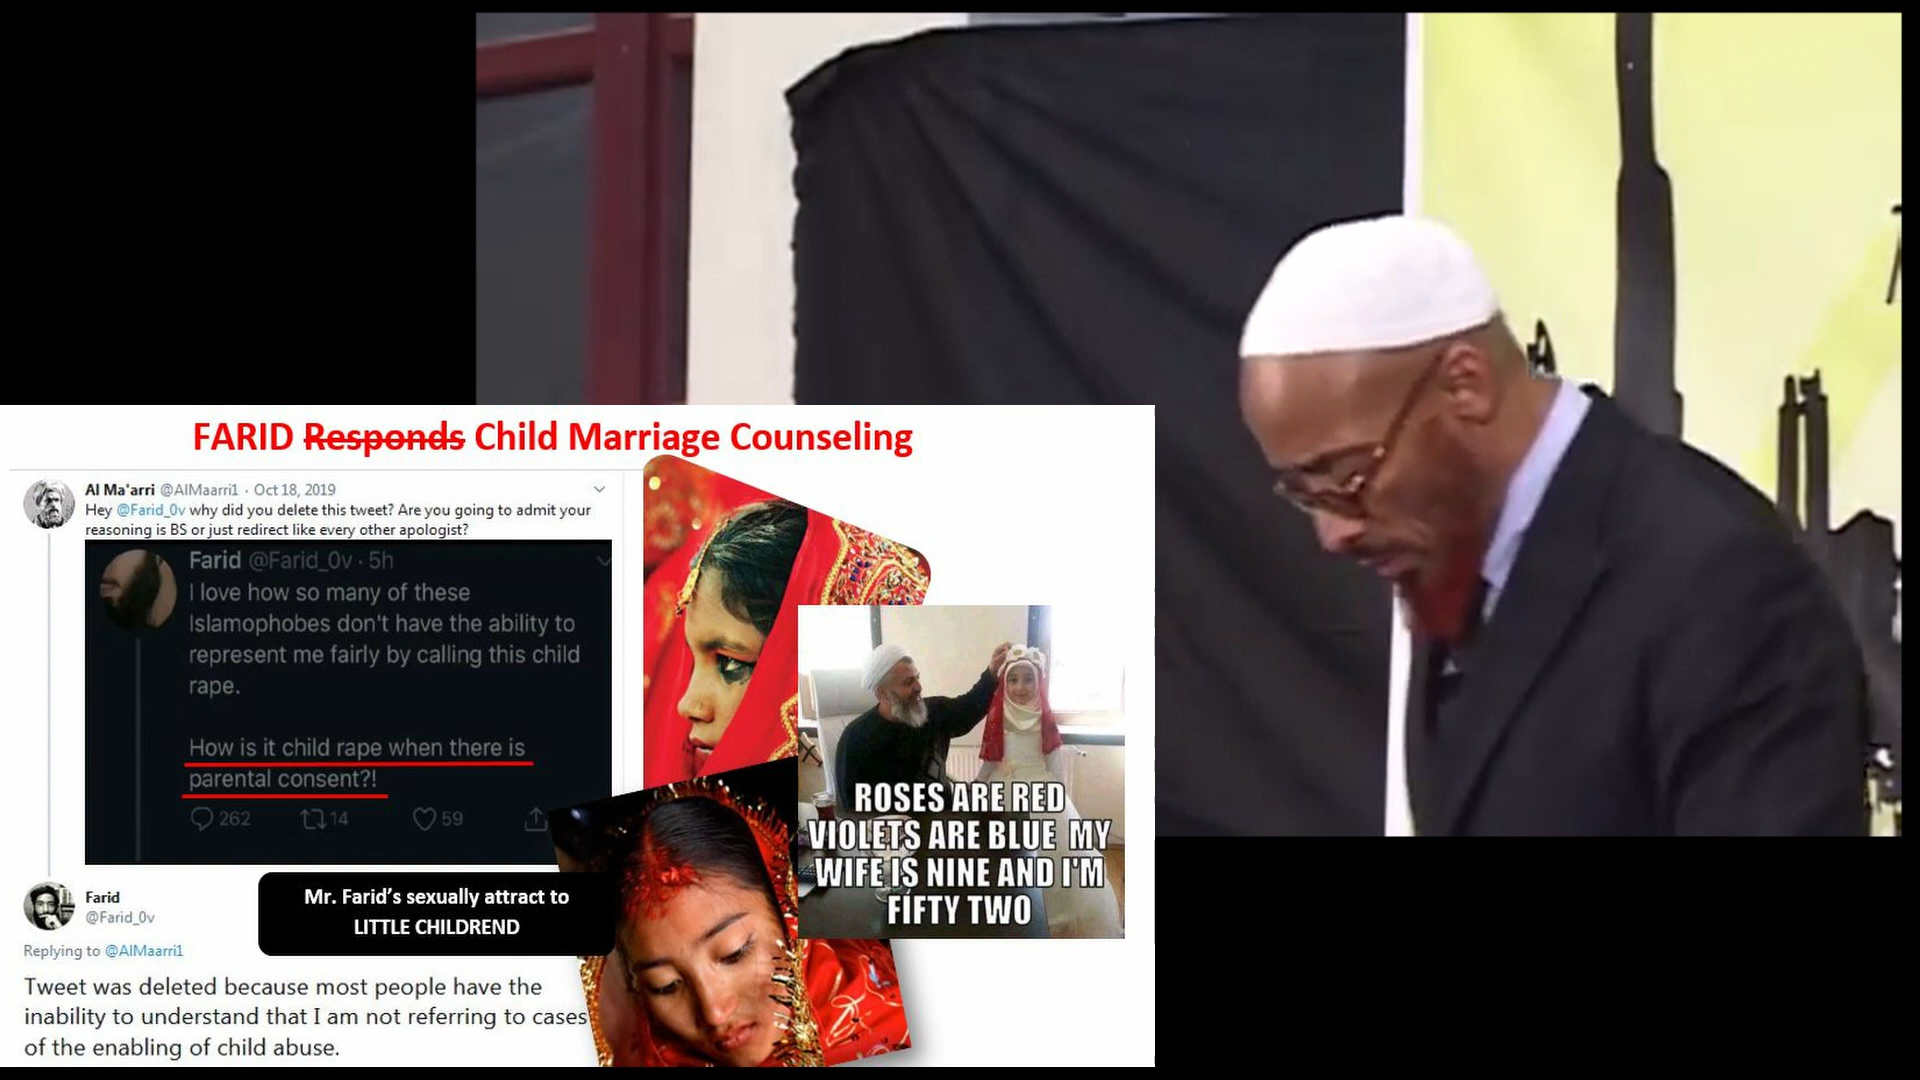 FARID Responds Child Marriage Counseling
Al Ma'arri @AlMaarri1 · Oct 18, 2019
Hey @Farid_0v why did you delete this tweet? Are you going to admit your
reasoning is BS or just redirect like every other apologist?
Farid @Farid_0v · 5h
I love how so many of these
Islamophobes don't have the ability to
represent me fairly by calling this child
rape.
How is it child rape when there is
parental consent?!
262 14 59
Mr. Farid's sexually attract to
LITTLE CHILDREND
Farid
@Farid_0v
Replying to @AlMaarri1
Tweet was deleted because most people have the
inability to understand that I am not referring to cases
of the enabling of child abuse.
ROSES ARE RED
VIOLETS ARE BLUE MY
WIFE IS NINE AND I'M
FIFTY TWO